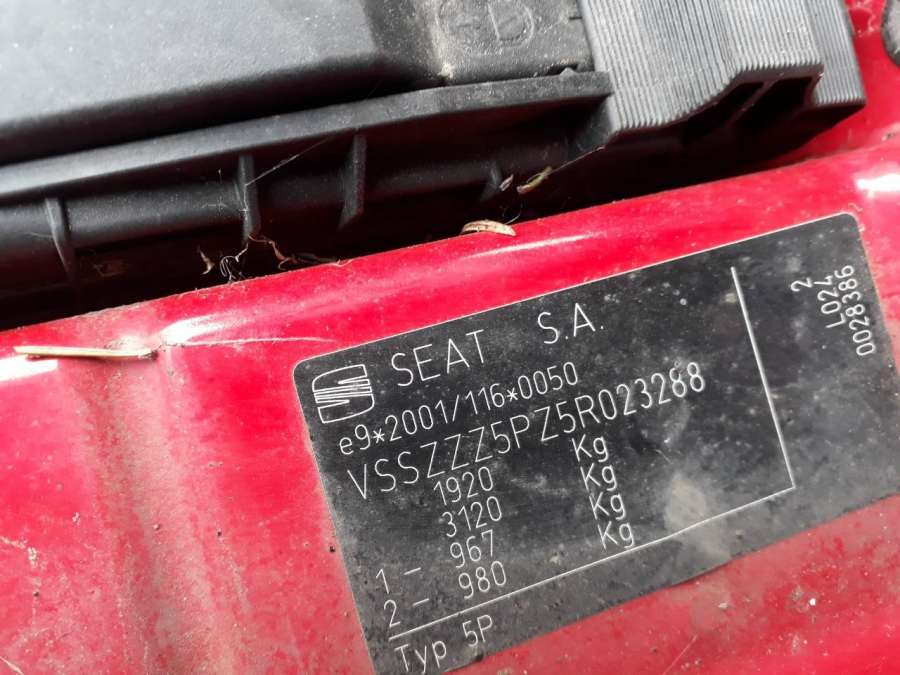 SEAT S.A.
e9*2001/116*0050
VSSZZZ5PZ5R023288
1920 Kg
3120 Kg
1- 967 Kg
2- 980 Kg
Typ 5P
2
L024
0028386